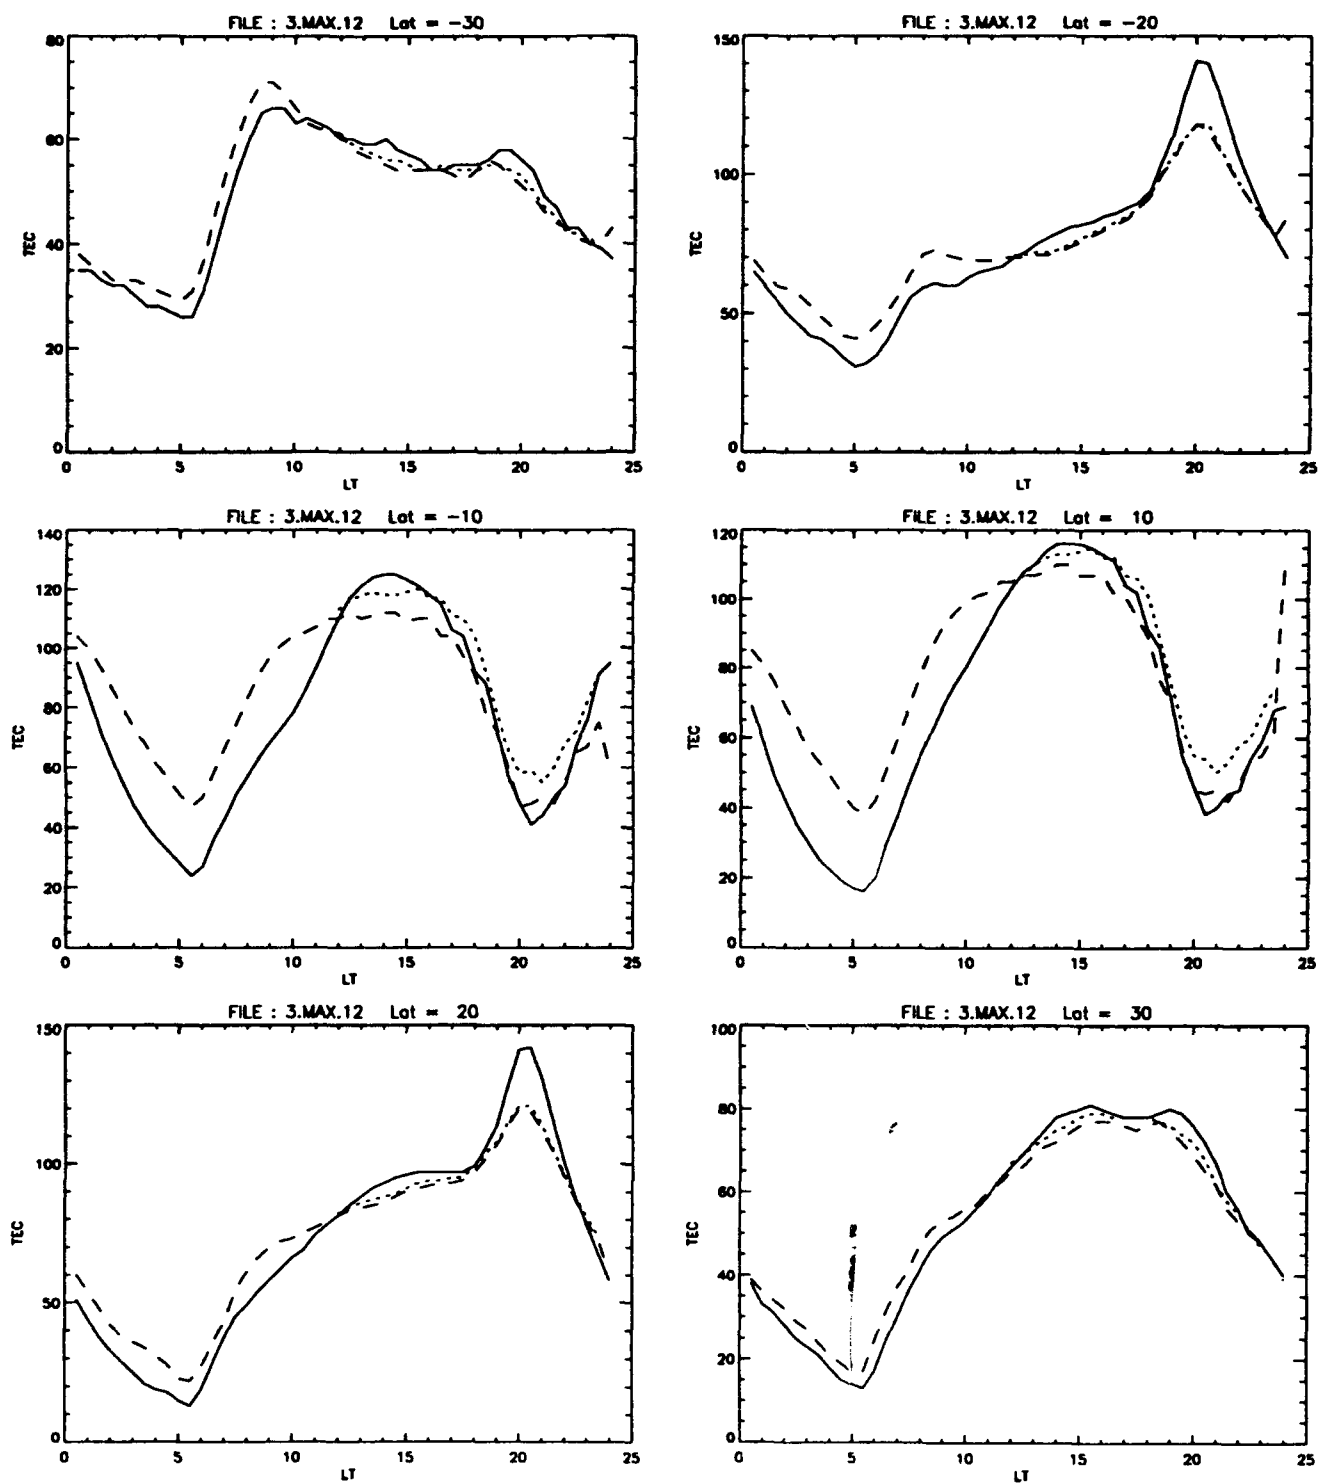 FILE : 3.MAX.12 Lat = -30
80
60
40
20
0
TEC
0 5 10 15 20 25
LT
FILE : 3.MAX.12 Lat = -20
150
100
50
0
TEC
0 5 10 15 20 25
LT
FILE : 3.MAX.12 Lat = -10
140
120
100
80
60
40
20
0
TEC
0 5 10 15 20 25
LT
FILE : 3.MAX.12 Lat = 10
120
100
80
60
40
20
0
TEC
0 5 10 15 20 25
LT
FILE : 3.MAX.12 Lat = 20
150
100
50
0
TEC
0 5 10 15 20 25
LT
FILE : 3.MAX.12 Lat = 30
100
80
60
40
20
0
TEC
0 5 10 15 20 25
LT